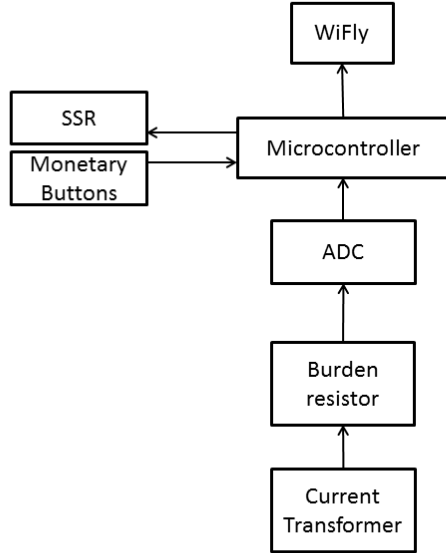 WiFly
SSR
Microcontroller
Monetary
Buttons
ADC
Burden
resistor
Current
Transformer